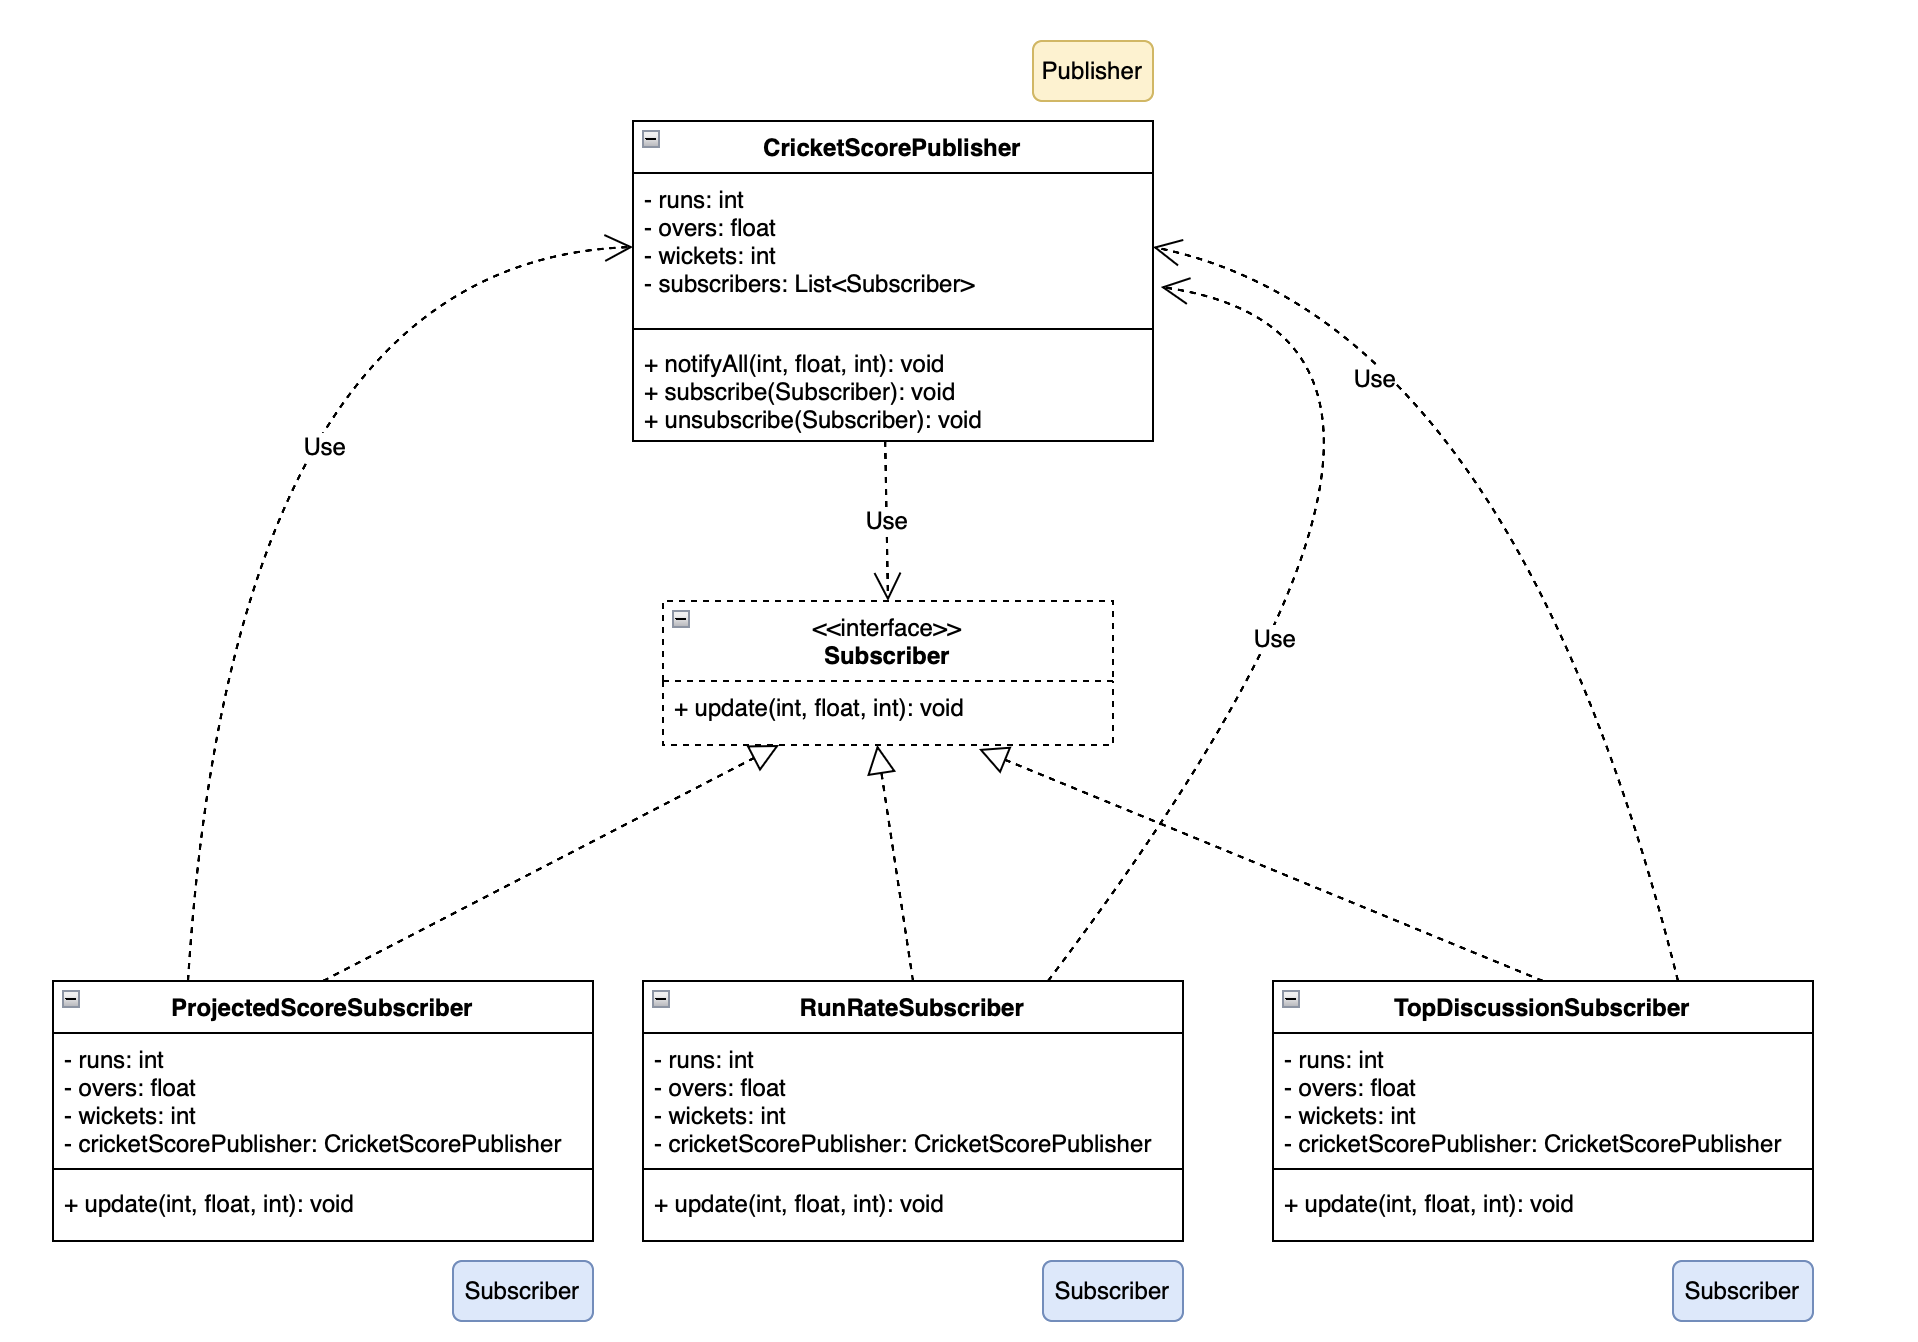 Publisher
CricketScorePublisher
- runs: int
- overs: float
- wickets: int
- subscribers: List<Subscriber>
+ notifyAll(int, float, int): void
+ subscribe(Subscriber): void
+ unsubscribe(Subscriber): void
Use
Use
Use
Use
<<interface>>
Subscriber
+ update(int, float, int): void
ProjectedScoreSubscriber
- runs: int
- overs: float
- wickets: int
- cricketScorePublisher: CricketScorePublisher
+ update(int, float, int): void
Subscriber
RunRateSubscriber
- runs: int
- overs: float
- wickets: int
- cricketScorePublisher: CricketScorePublisher
+ update(int, float, int): void
Subscriber
TopDiscussionSubscriber
- runs: int
- overs: float
- wickets: int
- cricketScorePublisher: CricketScorePublisher
+ update(int, float, int): void
Subscriber